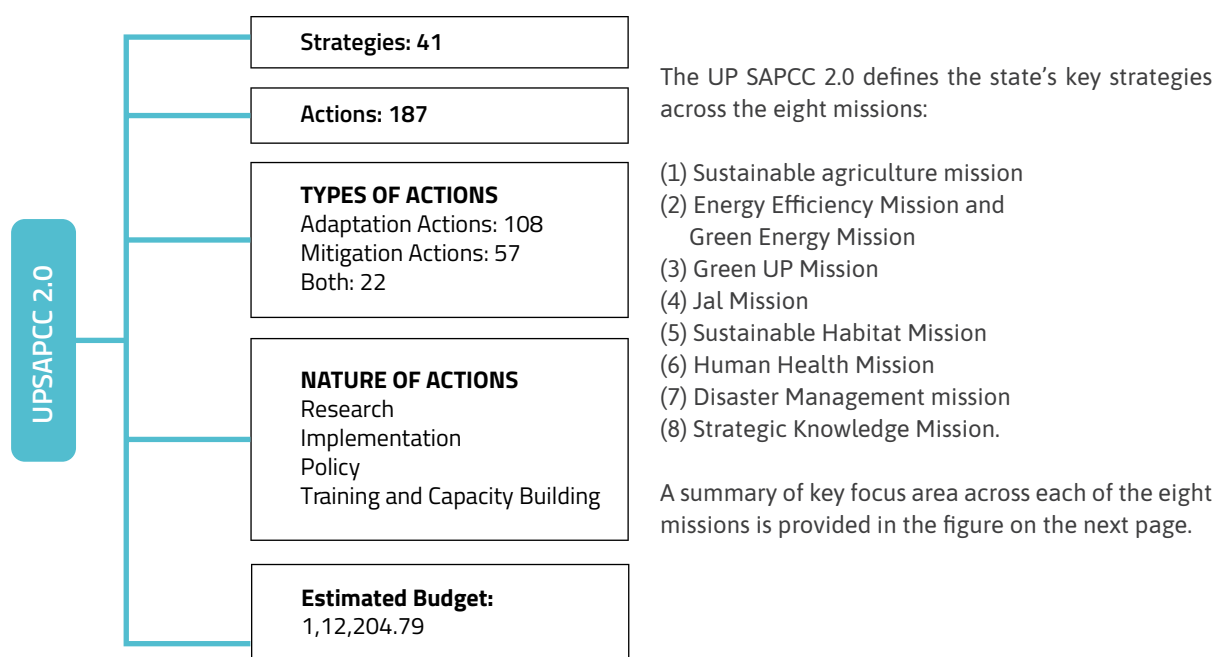 UPSAPCC 2.0
Strategies: 41
Actions: 187
TYPES OF ACTIONS
Adaptation Actions: 108
Mitigation Actions: 57
Both: 22
NATURE OF ACTIONS
Research
Implementation
Policy
Training and Capacity Building
Estimated Budget:
1,12,204.79
The UP SAPCC 2.0 defines the state’s key strategies
across the eight missions:
(1) Sustainable agriculture mission
(2) Energy Efficiency Mission and
Green Energy Mission
(3) Green UP Mission
(4) Jal Mission
(5) Sustainable Habitat Mission
(6) Human Health Mission
(7) Disaster Management mission
(8) Strategic Knowledge Mission.
A summary of key focus area across each of the eight
missions is provided in the figure on the next page.